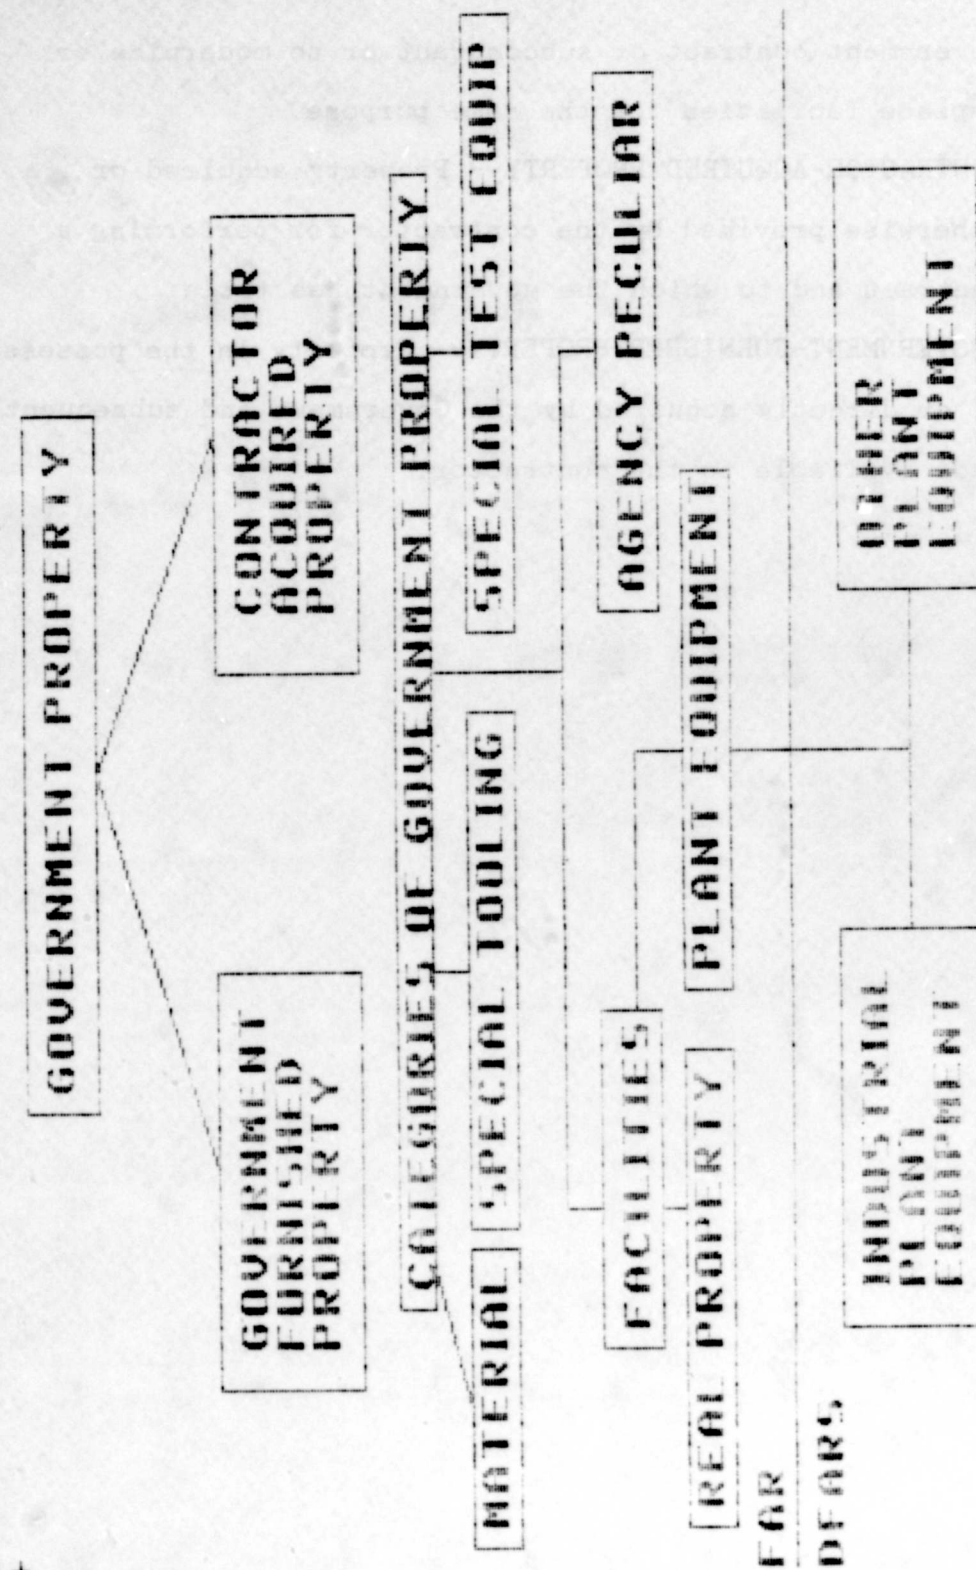 GOVERNMENT PROPERTY
GOVERNMENT
FURNISHED
PROPERTY
CONTRACTOR
ACQUIRED
PROPERTY
CATEGORIES OF GOVERNMENT PROPERTY
MATERIAL
SPECIAL TOOLING
SPECIAL TEST EQUIP
FACILITIES
AGENCY PECULIAR
REAL PROPERTY
PLANT EQUIPMENT
FAR
DFARS
INDUSTRIAL
PLANT
EQUIPMENT
OTHER
PLANT
EQUIPMENT